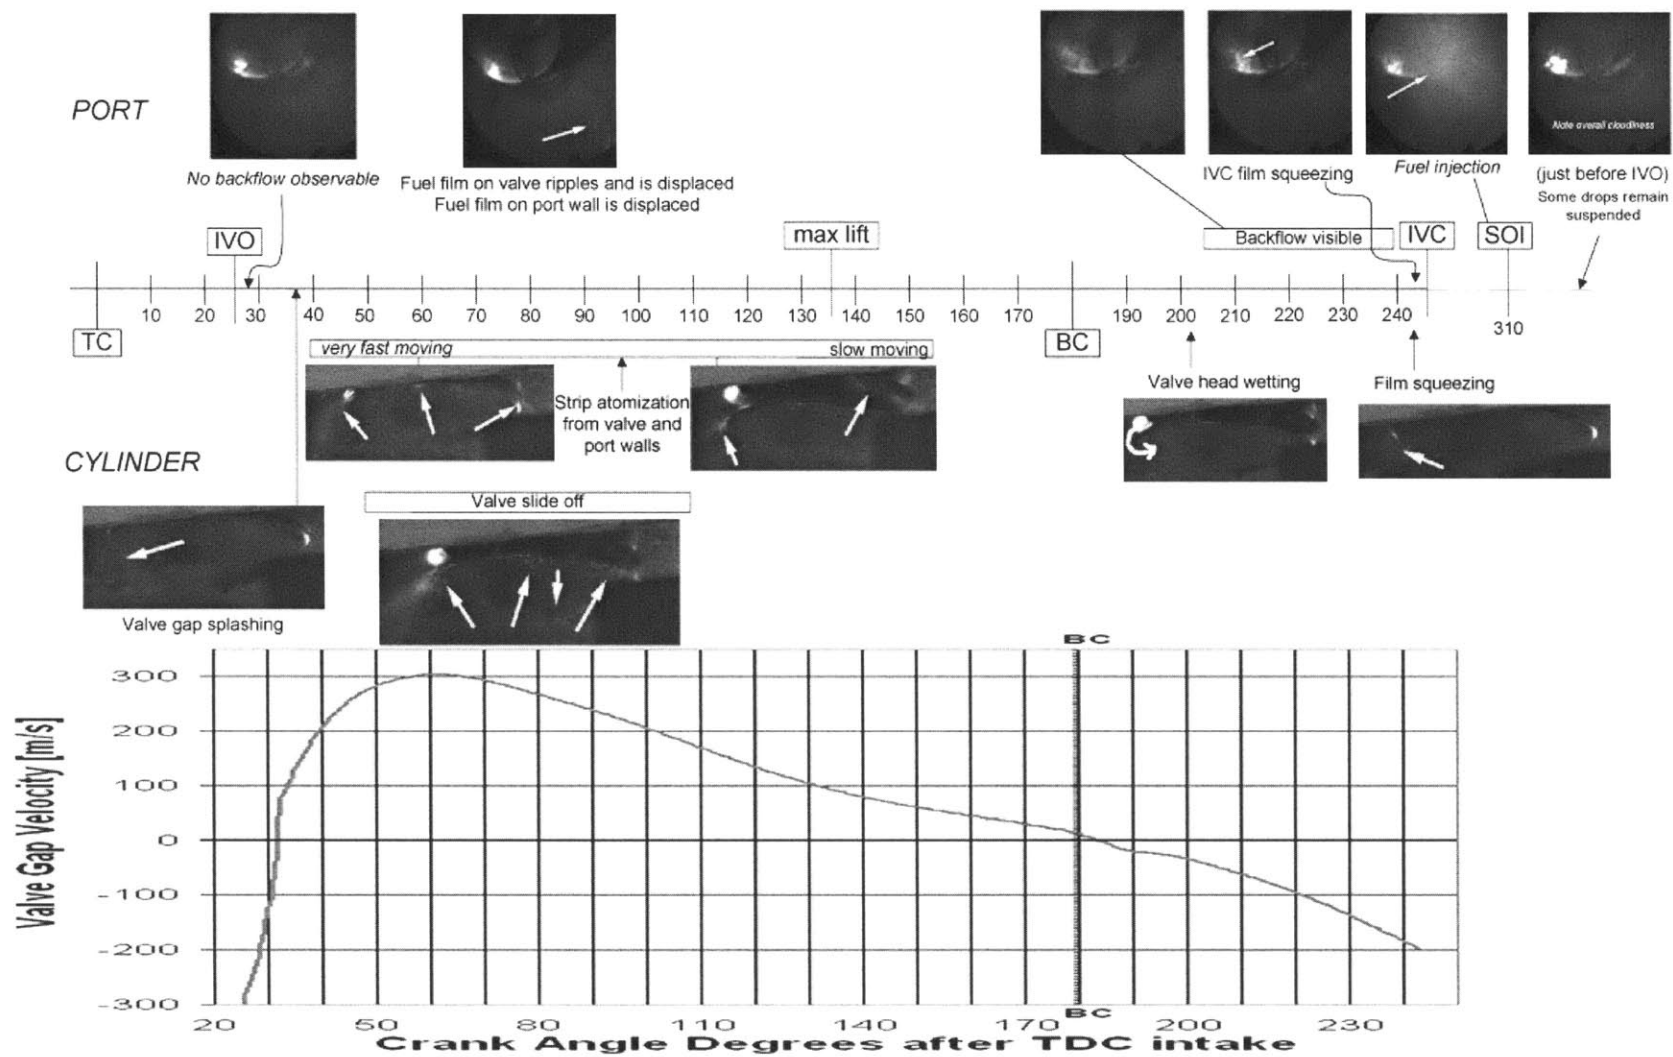 PORT
No backflow observable
Fuel film on valve ripples and is displaced
Fuel film on port wall is displaced
IVC film squeezing
Fuel injection
Note overall cloudiness
(just before IVO)
Some drops remain
suspended
IVO
max lift
Backflow visible
IVC
SOI
10 20 30 40 50 60 70 80 90 100 110 120 130 140 150 160 170 190 200 210 220 230 240 310
TC
BC
very fast moving
slow moving
Strip atomization
from valve and
port walls
Valve head wetting
Film squeezing
CYLINDER
Valve slide off
Valve gap splashing
BC
300
200
100
0
-100
-200
-300
Valve Gap Velocity [m/s]
20 50 80 110 140 170 200 230
BC
Crank Angle Degrees after TDC intake